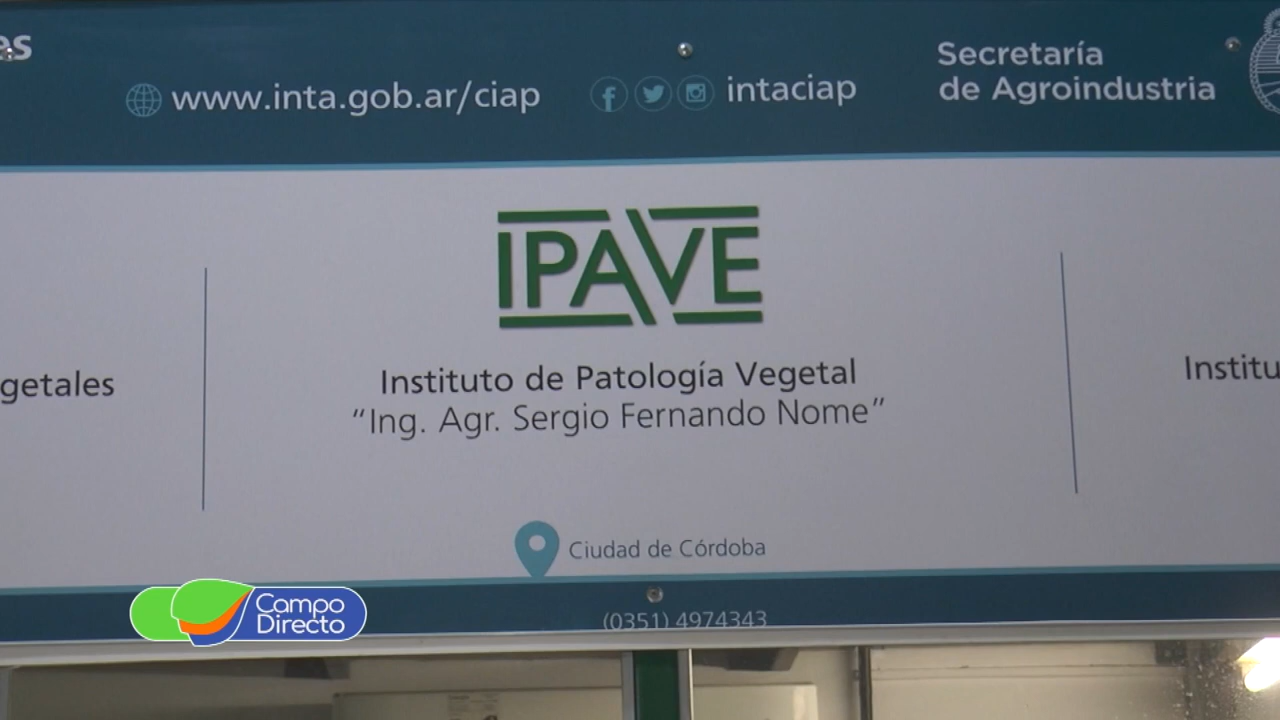 es
www.inta.gob.ar/ciap
intaciap
Secretaría
de Agroindustria
IPAVE
getales
Instituto de Patología Vegetal
“Ing. Agr. Sergio Fernando Nome”
Institu
Ciudad de Córdoba
(0351) 4974343
Campo
Directo